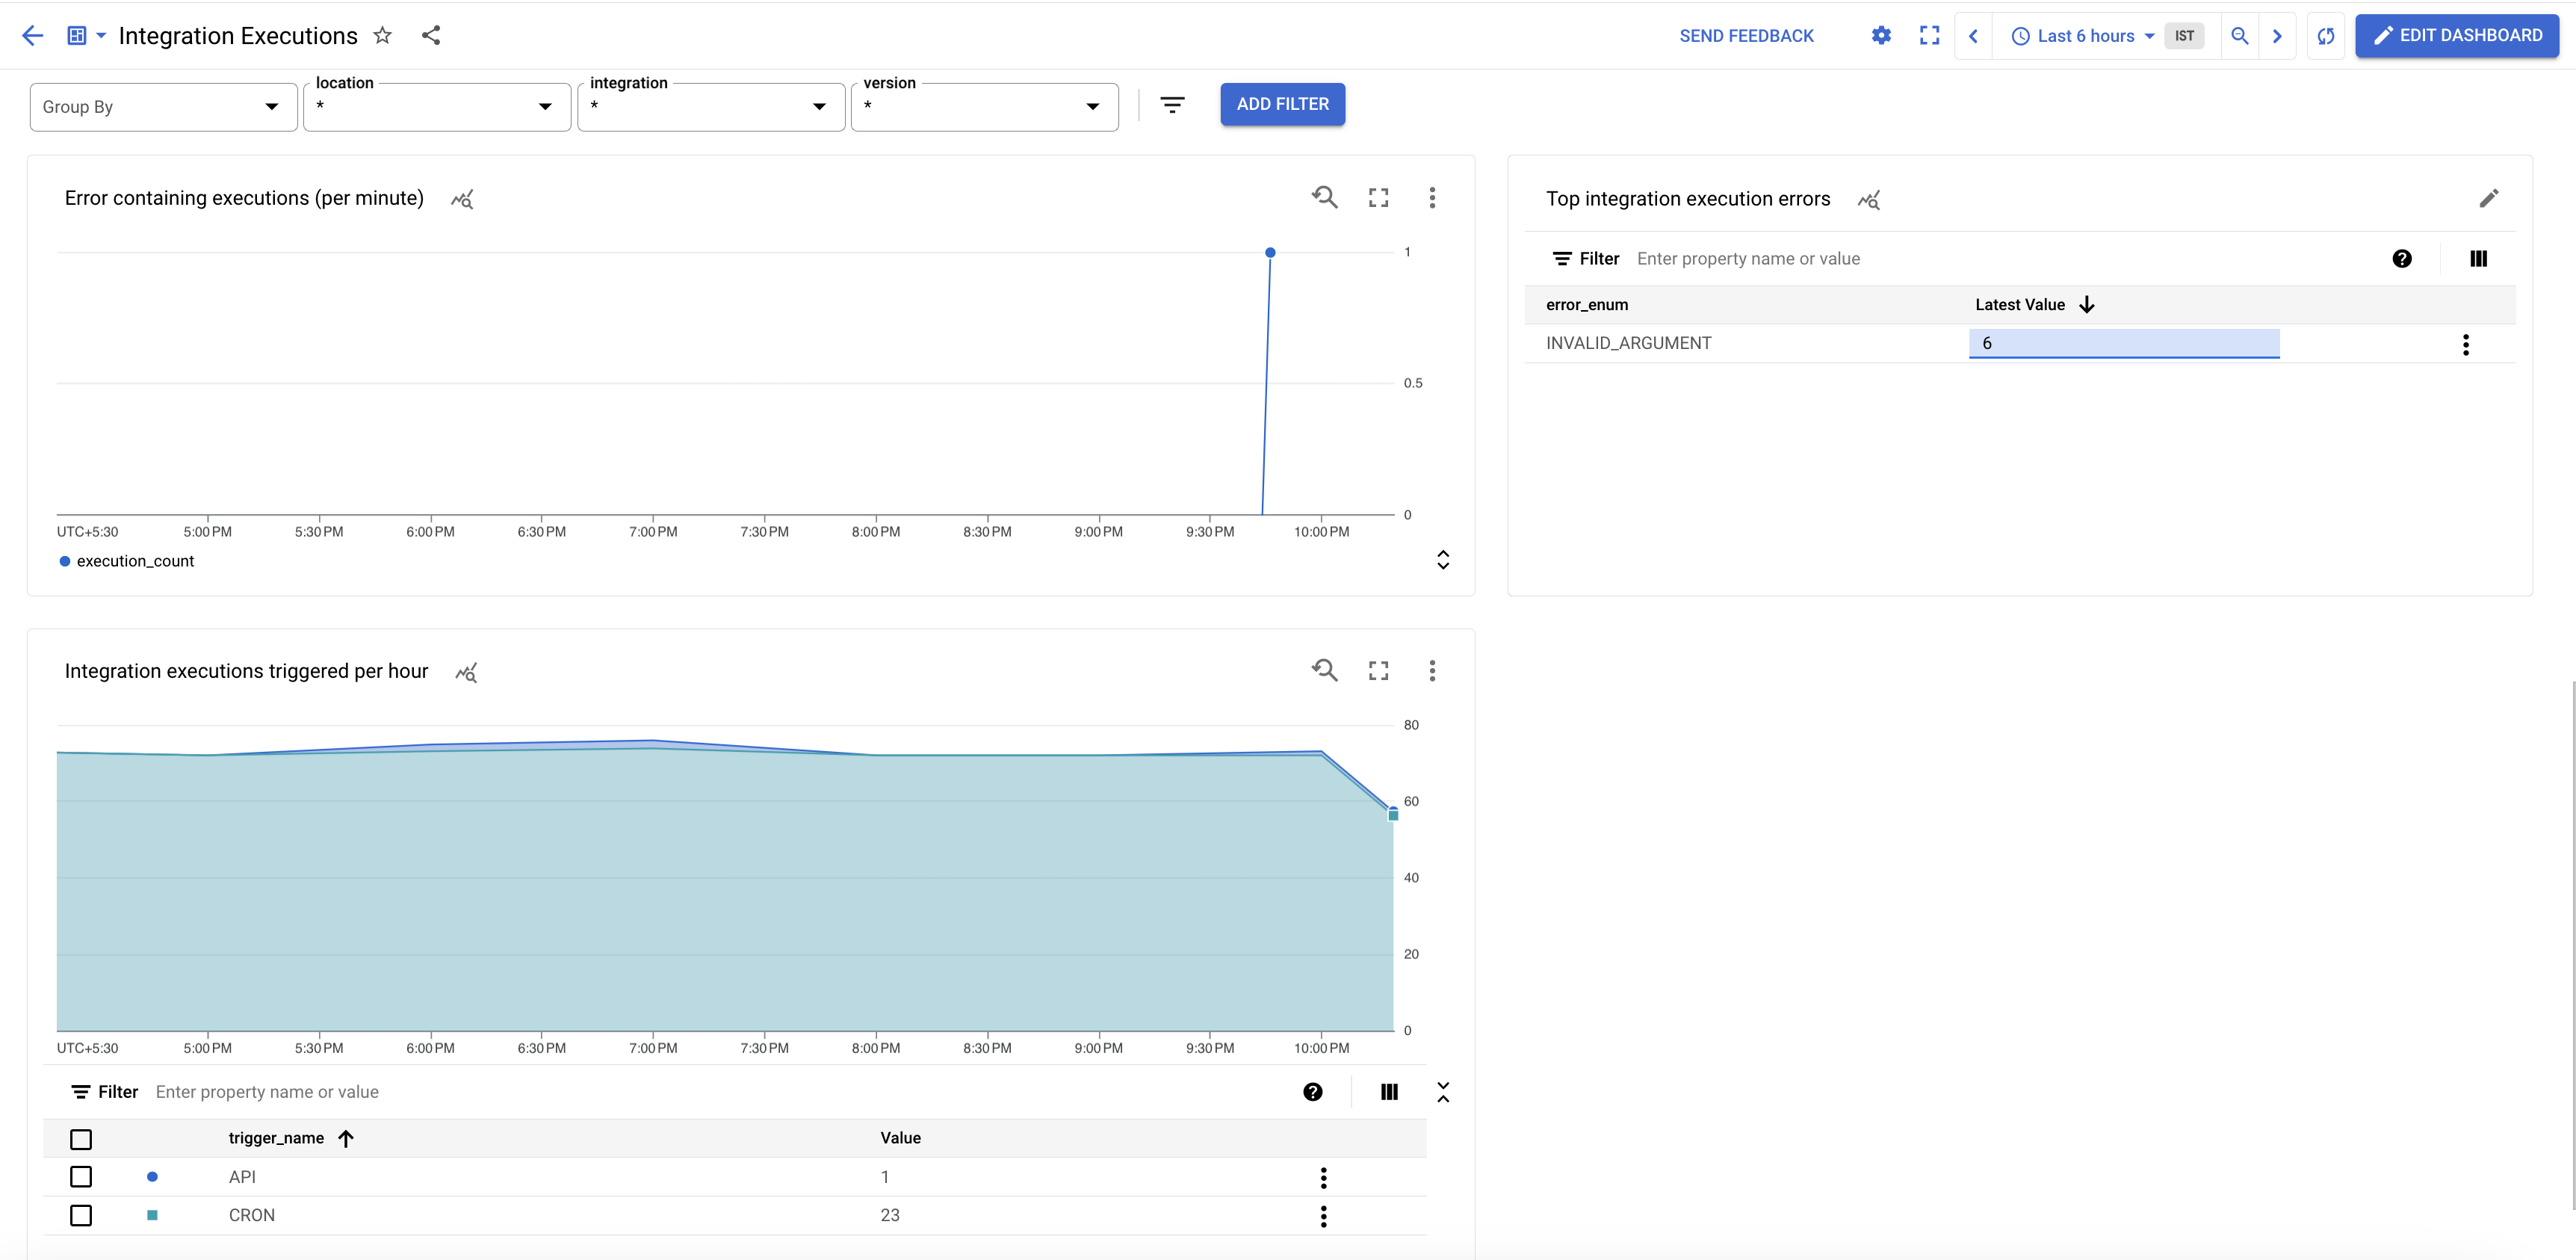 Integration Executions
SEND FEEDBACK
Last 6 hours
IST
EDIT DASHBOARD
Group By
location
*
integration
*
version
*
ADD FILTER
Error containing executions (per minute)
1
0.5
0
UTC+5:30 5:00 PM 5:30 PM 6:00 PM 6:30 PM 7:00 PM 7:30 PM 8:00 PM 8:30 PM 9:00 PM 9:30 PM 10:00 PM
execution_count
Top integration execution errors
Filter Enter property name or value
error_enum Latest Value
INVALID_ARGUMENT 6
Integration executions triggered per hour
80
60
40
20
0
UTC+5:30 5:00 PM 5:30 PM 6:00 PM 6:30 PM 7:00 PM 7:30 PM 8:00 PM 8:30 PM 9:00 PM 9:30 PM 10:00 PM
Filter Enter property name or value
trigger_name Value
API 1
CRON 23